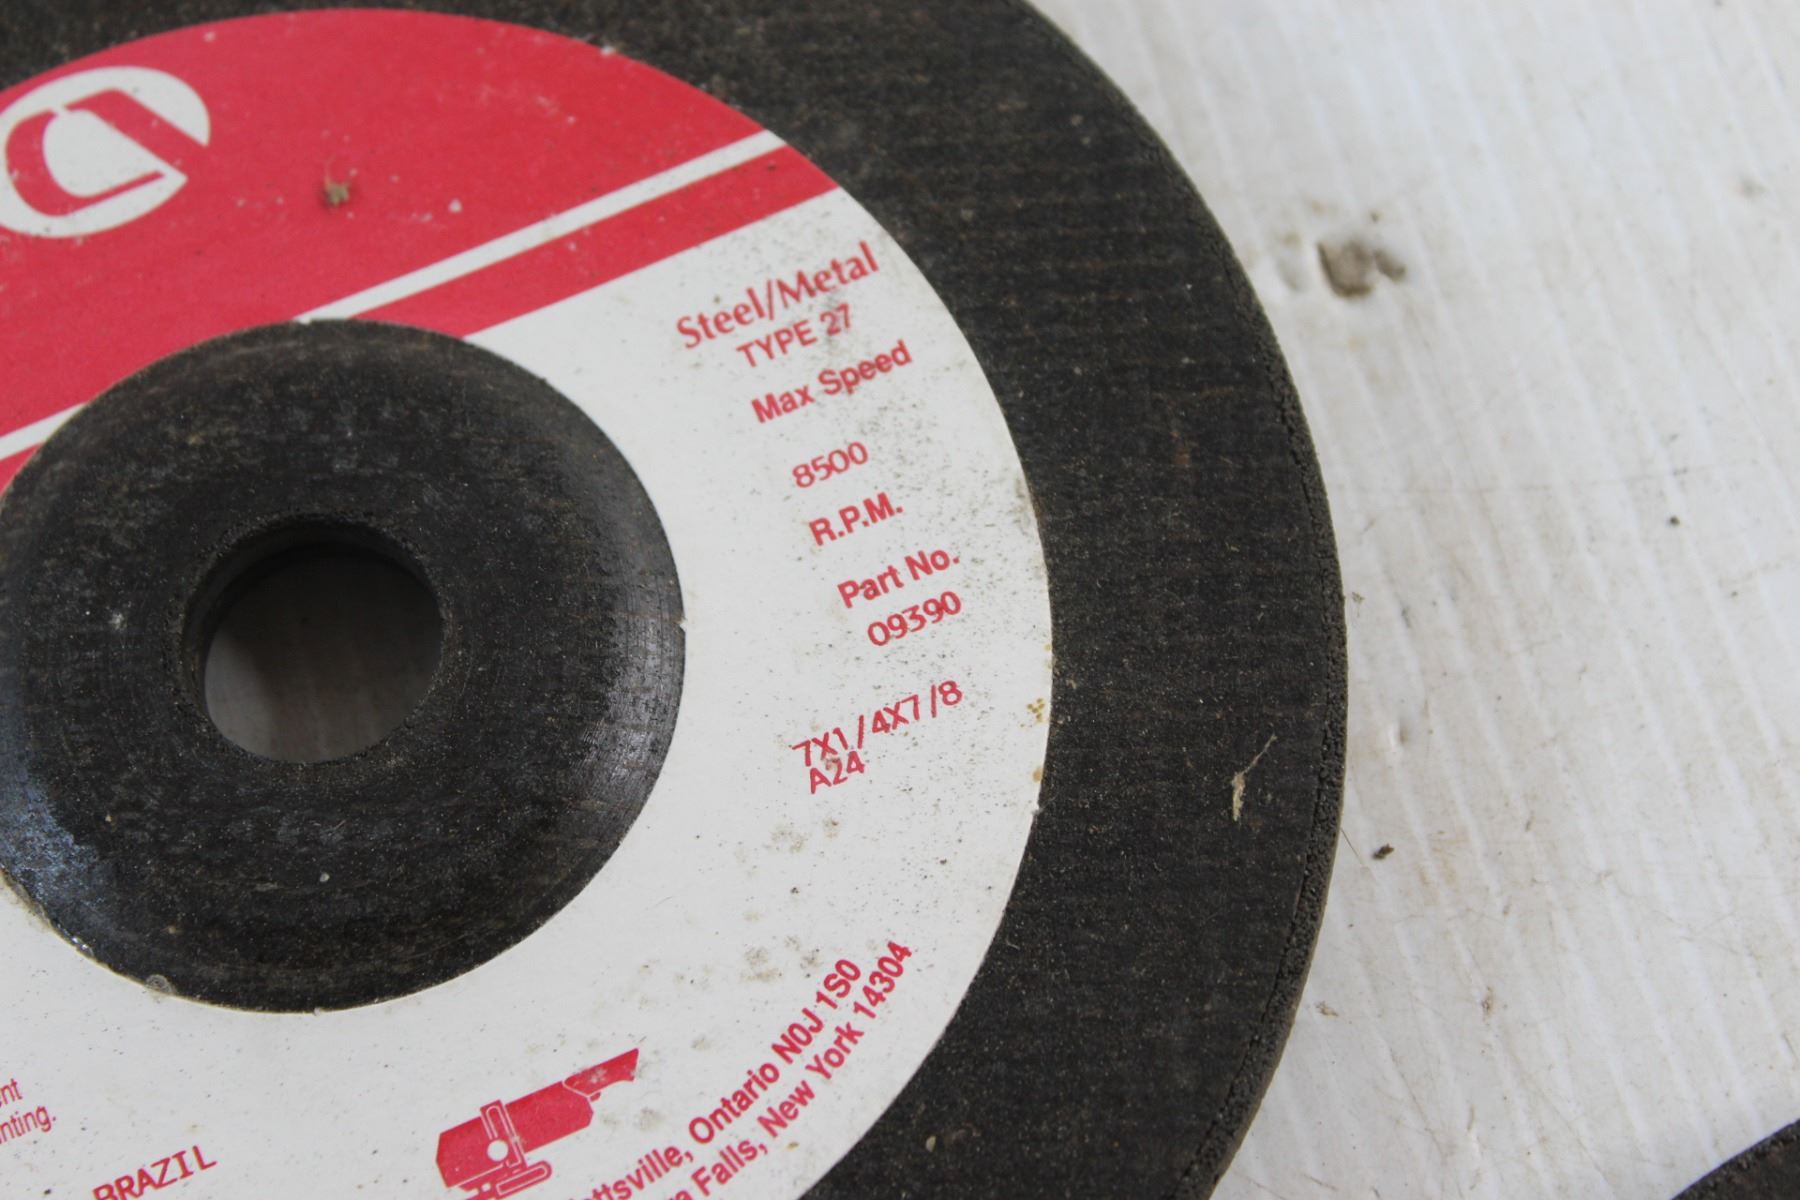 Steel/Metal
TYPE 27
Max Speed
8500
R.P.M.
Part No.
09390
7X1/4X7/8
A24
Ontario N0J 1S0
Falls, New York 14304
BRAZIL